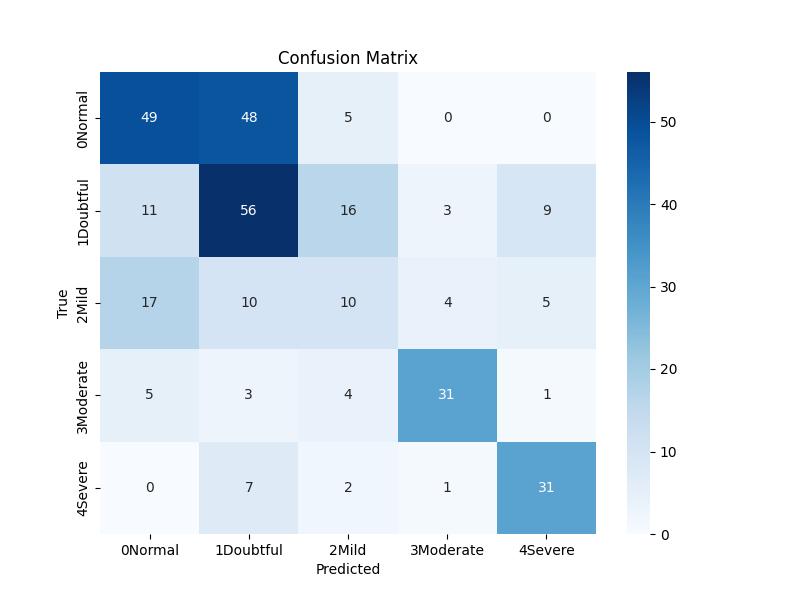 Confusion Matrix
0Normal 49 48 5 0 0
1Doubtful 11 56 16 3 9
2Mild 17 10 10 4 5
3Moderate 5 3 4 31 1
4Severe 0 7 2 1 31
0Normal 1Doubtful 2Mild 3Moderate 4Severe
Predicted
True
50
40
30
20
10
0